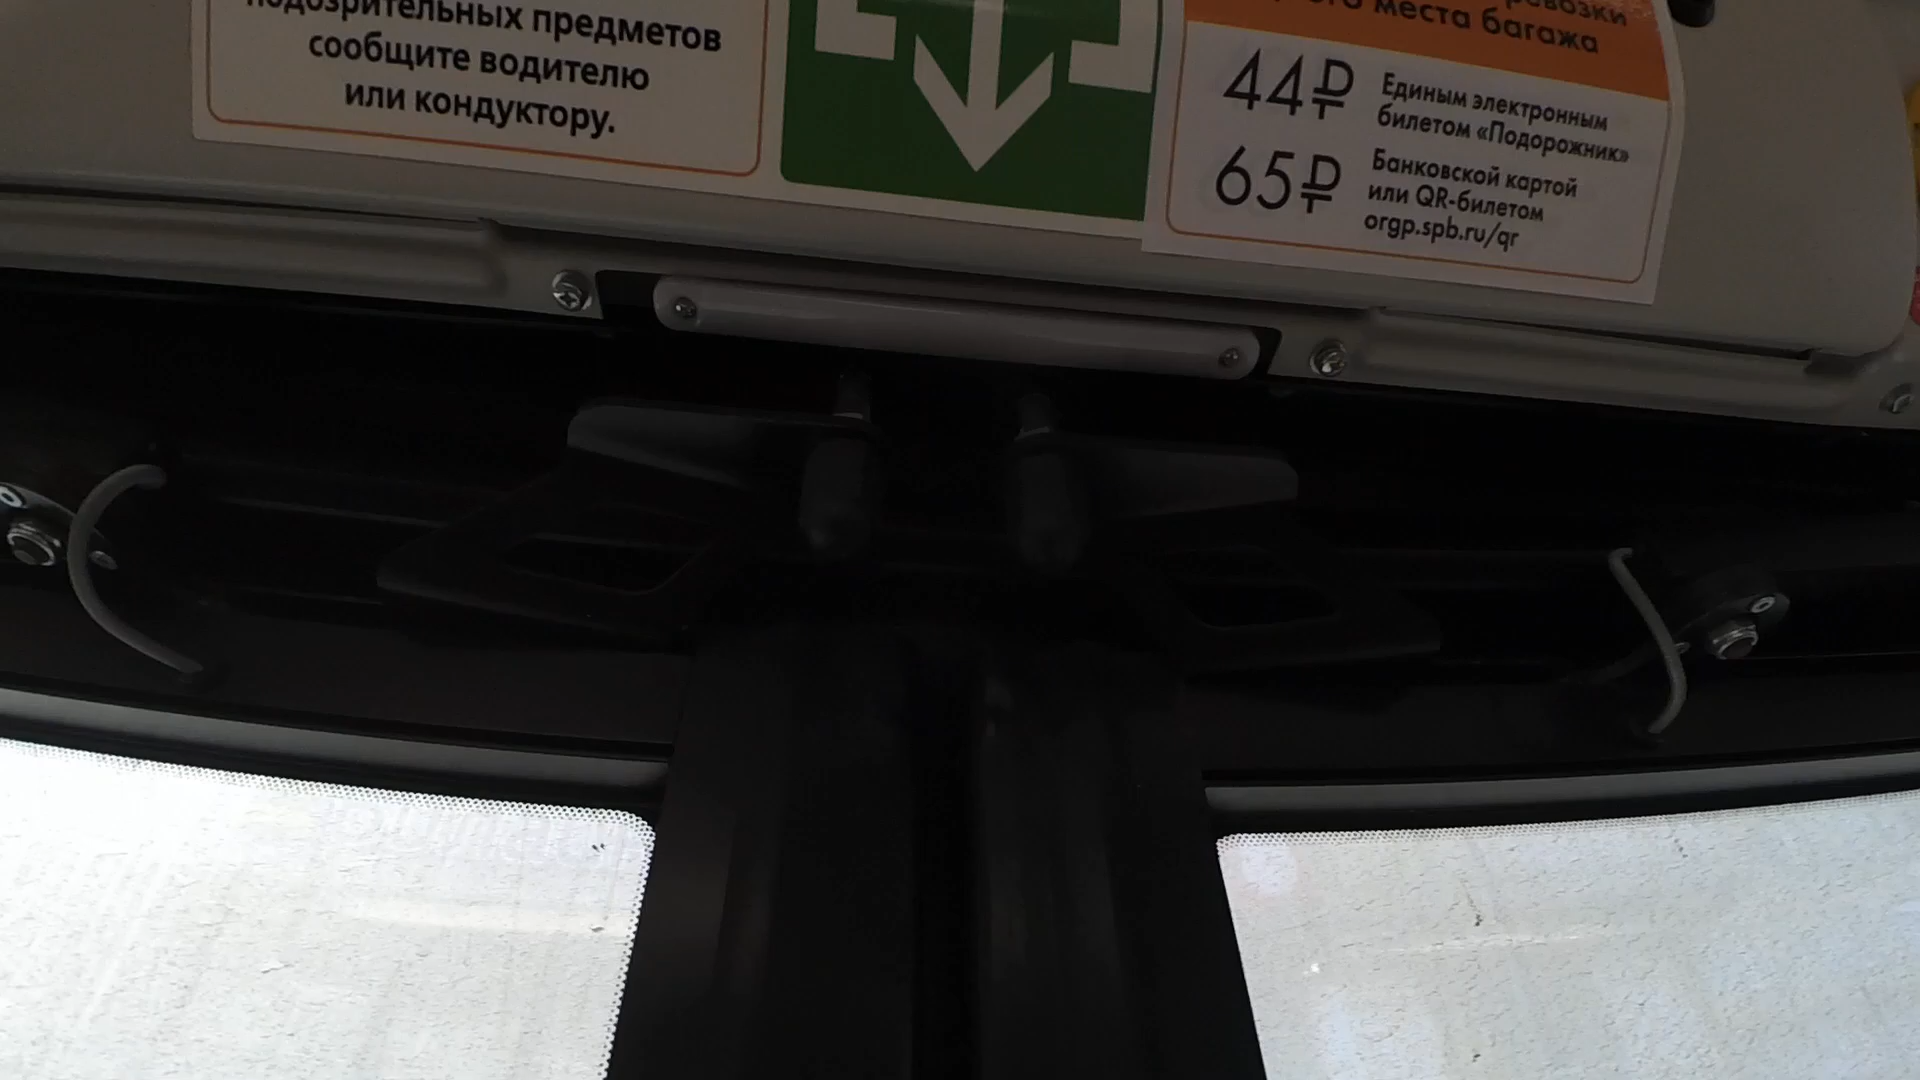 предметов
сообщите водителю
или кондуктору.
места багажа
44₽ Единым электронным
билетом «Подорожник»
65₽ Банковской картой
или QR-билетом
orgp.spb.ru/qr